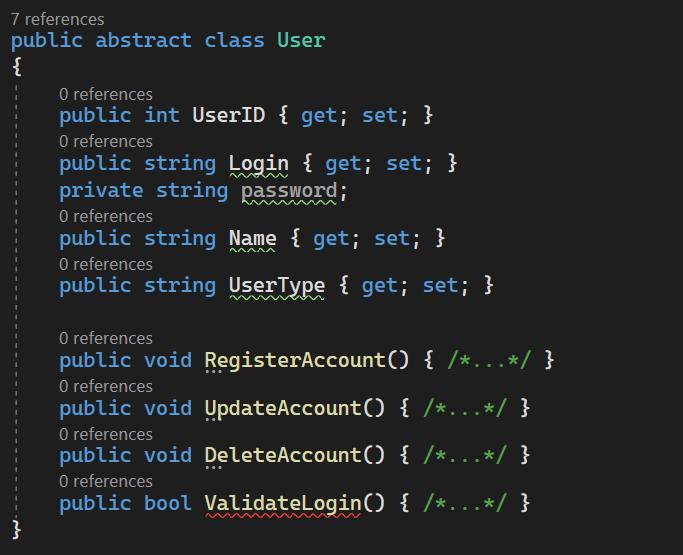 7 references
public abstract class User
{
0 references
public int UserID { get; set; }
0 references
public string Login { get; set; }
private string password;
0 references
public string Name { get; set; }
0 references
public string UserType { get; set; }
0 references
public void RegisterAccount() { /*...*/ }
0 references
public void UpdateAccount() { /*...*/ }
0 references
public void DeleteAccount() { /*...*/ }
0 references
public bool ValidateLogin() { /*...*/ }
}